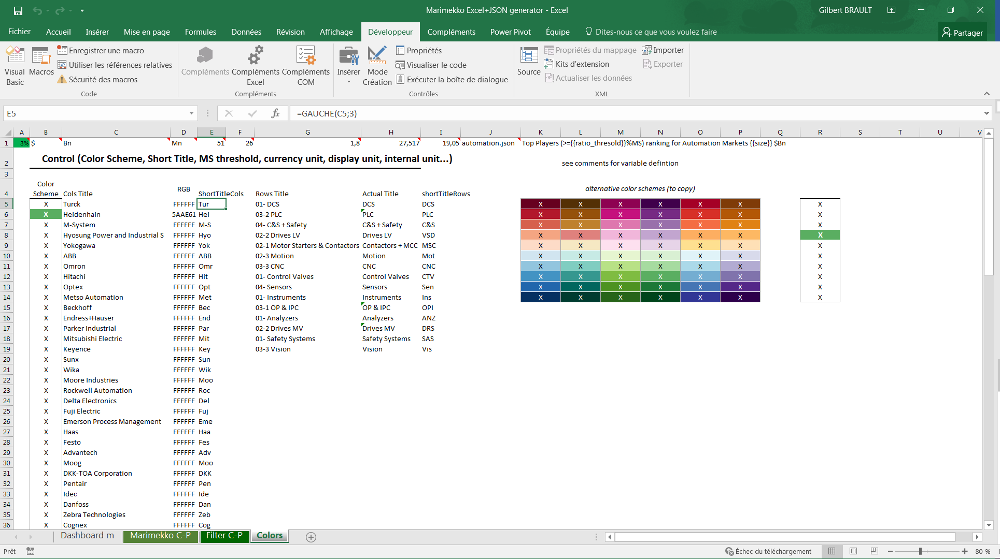 Marimekko Excel+JSON generator - Excel
Gilbert BRAULT
Fichier Accueil Insérer Mise en page Formules Données Révision Affichage Développeur Compléments Power Pivot Équipe Dites-nous ce que vous voulez faire Partager
Visual Basic
Macros
Enregistrer une macro
Utiliser les références relatives
Sécurité des macros
Code
Compléments
Compléments Excel
Compléments COM
Compléments
Insérer
Mode Création
Propriétés
Visualiser le code
Exécuter la boîte de dialogue
Contrôles
Source
Propriétés du mappage
Kits d'extension
Actualiser les données
Importer
Exporter
XML
E5 fx =GAUCHE(C5;3)
A B C D E F G H I J K L M N O P Q R S T U V
1 3% $ Bn Mn 51 26 1,8 27,517 19,05 automation.json Top Players (>={{ratio_thresold}}%MS) ranking for Automation Markets {{size}} $Bn
2 Control (Color Scheme, Short Title, MS threshold, currency unit, display unit, internal unit...) see comments for variable defintion
3
4 Color Scheme Cols Title RGB ShortTitleCols Rows Title Actual Title shortTitleRows alternative color schemes (to copy)
5 X Turck FFFFFF Tur 01- DCS DCS DCS X X X X X X X
6 X Heidenhain 5AAE61 Hei 03-2 PLC PLC PLC X X X X X X X
7 X M-System FFFFFF M-S 04- C&S + Safety C&S + Safety C&S X X X X X X X
8 X Hyosung Power and Industrial S FFFFFF Hyo 02-2 Drives LV Drives LV VSD X X X X X X X
9 X Yokogawa FFFFFF Yok 02-1 Motor Starters & Contactors Contactors + MCC MSC X X X X X X X
10 X ABB FFFFFF ABB 02-3 Motion Motion Mot X X X X X X X
11 X Omron FFFFFF Omr 03-3 CNC CNC CNC X X X X X X X
12 X Hitachi FFFFFF Hit 01- Control Valves Control Valves CTV X X X X X X X
13 X Optex FFFFFF Opt 04- Sensors Sensors Sen X X X X X X X
14 X Metso Automation FFFFFF Met 01- Instruments Instruments Ins X X X X X X X
15 X Beckhoff FFFFFF Bec 03-1 OP & IPC OP & IPC OPI
16 X Endress+Hauser FFFFFF End 01- Analyzers Analyzers ANZ
17 X Parker Industrial FFFFFF Par 02-2 Drives MV Drives MV DRS
18 X Mitsubishi Electric FFFFFF Mit 01- Safety Systems Safety Systems SAS
19 X Keyence FFFFFF Key 03-3 Vision Vision Vis
20 X Sunx FFFFFF Sun
21 X Wika FFFFFF Wik
22 X Moore Industries FFFFFF Moo
23 X Rockwell Automation FFFFFF Roc
24 X Delta Electronics FFFFFF Del
25 X Fuji Electric FFFFFF Fuj
26 X Emerson Process Management FFFFFF Eme
27 X Haas FFFFFF Haa
28 X Festo FFFFFF Fes
29 X Advantech FFFFFF Adv
30 X Moog FFFFFF Moo
31 X DKK-TOA Corporation FFFFFF DKK
32 X Pentair FFFFFF Pen
33 X Idec FFFFFF Ide
34 X Danfoss FFFFFF Dan
35 X Zebra Technologies FFFFFF Zeb
36 X Cognex FFFFFF Cog
Dashboard m Marimekko C-P Filter C-P Colors
Prêt Échec du téléchargement 80 %